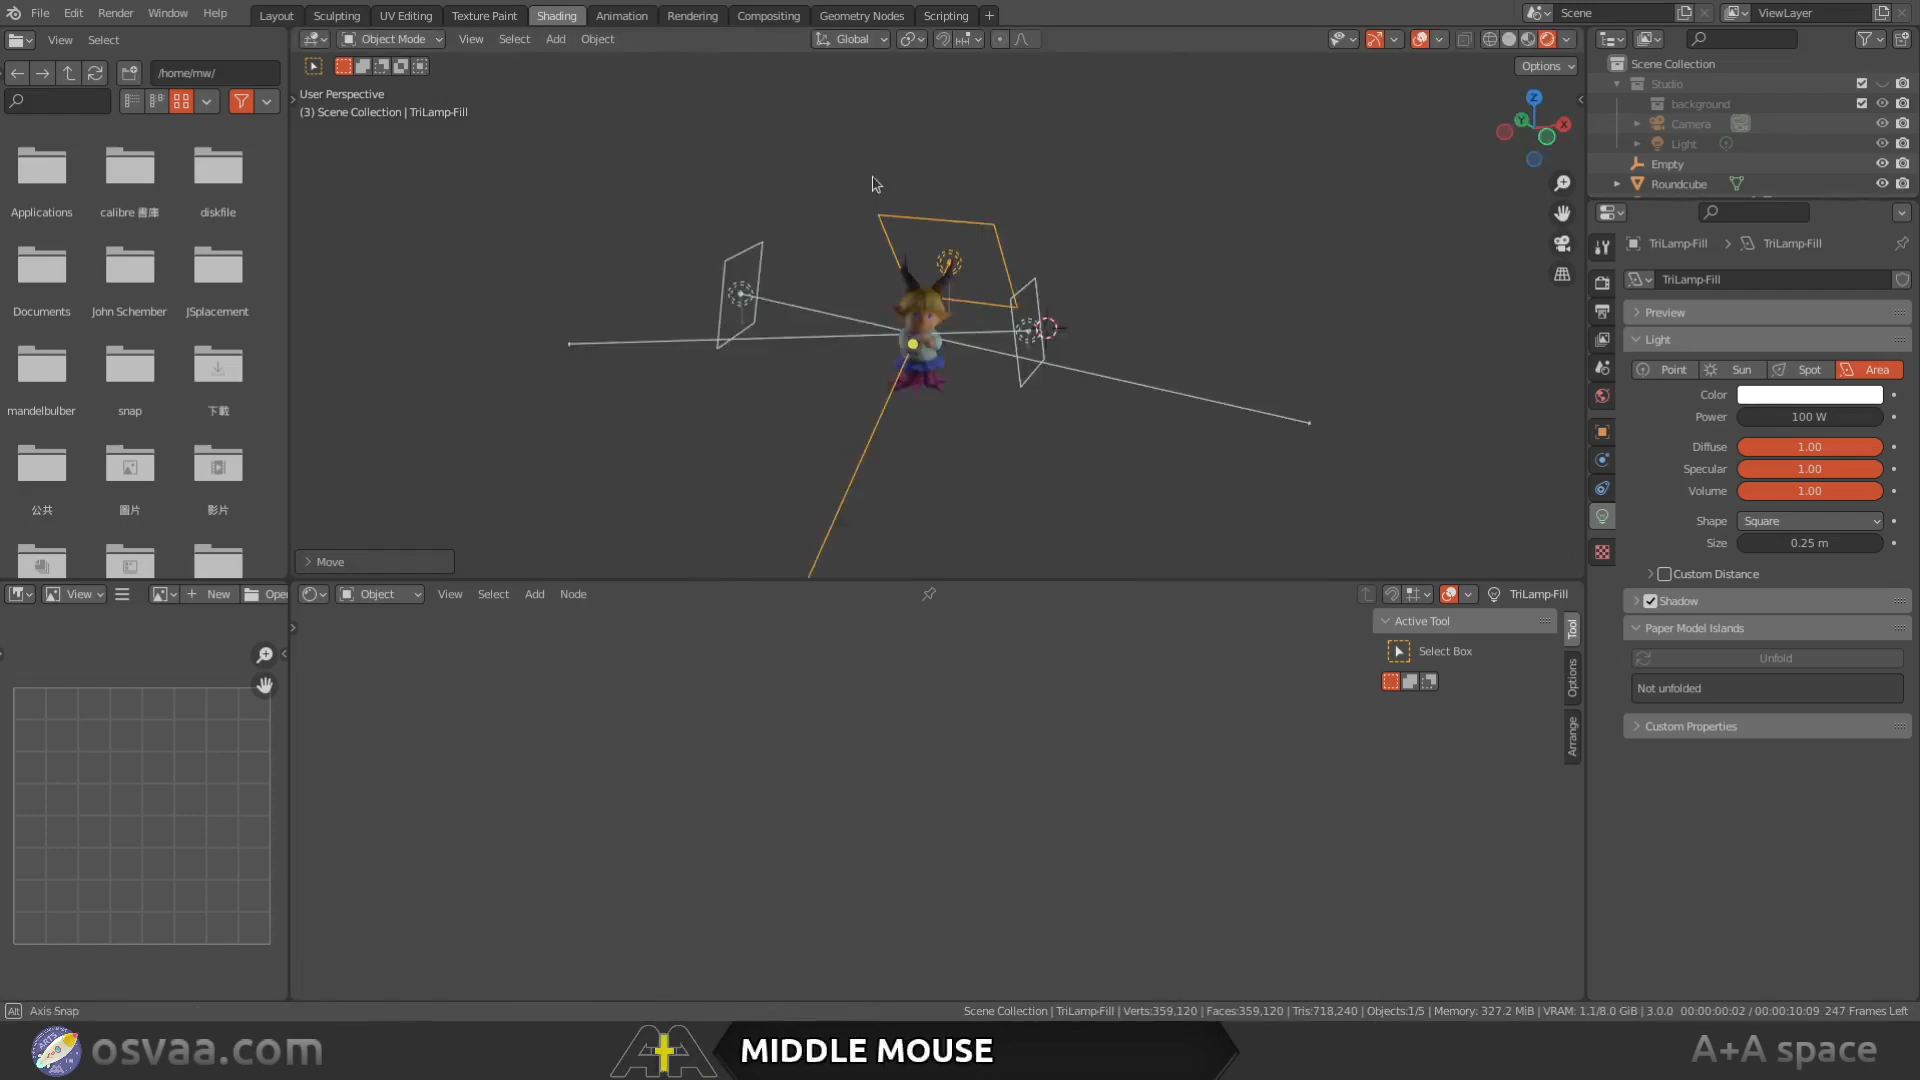 File Edit Render Window Help
Layout Sculpting UV Editing Texture Paint Shading Animation Rendering Compositing Geometry Nodes Scripting +
Scene
ViewLayer
View Select
Object Mode View Select Add Object
Global
Options
/home/mw/
User Perspective
(3) Scene Collection | TriLamp-Fill
Applications calibre 書庫 diskfile
Documents John Schember JSplacement
mandelbulber snap 下載
公共 圖片 影片
Z
Y
X
Move
Scene Collection
Studio
background
Camera
Light
Empty
Roundcube
TriLamp-Fill > TriLamp-Fill
TriLamp-Fill
Preview
Light
Point Sun Spot Area
Color
Power 100 W
Diffuse 1.00
Specular 1.00
Volume 1.00
Shape Square
Size 0.25 m
Custom Distance
Shadow
Paper Model Islands
Unfold
Not unfolded
Custom Properties
View New Open
Object View Select Add Node
TriLamp-Fill
Active Tool
Select Box
Tool
Options
Arrange
Alt Axis Snap
Scene Collection | TriLamp-Fill | Verts:359,120 | Faces:359,120 | Tris:718,240 | Objects:1/5 | Memory: 327.2 MiB | VRAM: 1.1/8.0 GiB | 3.0.0 00:00:00:02 / 00:00:10:09 247 Frames Left
osvaa.com
MIDDLE MOUSE
A+A space